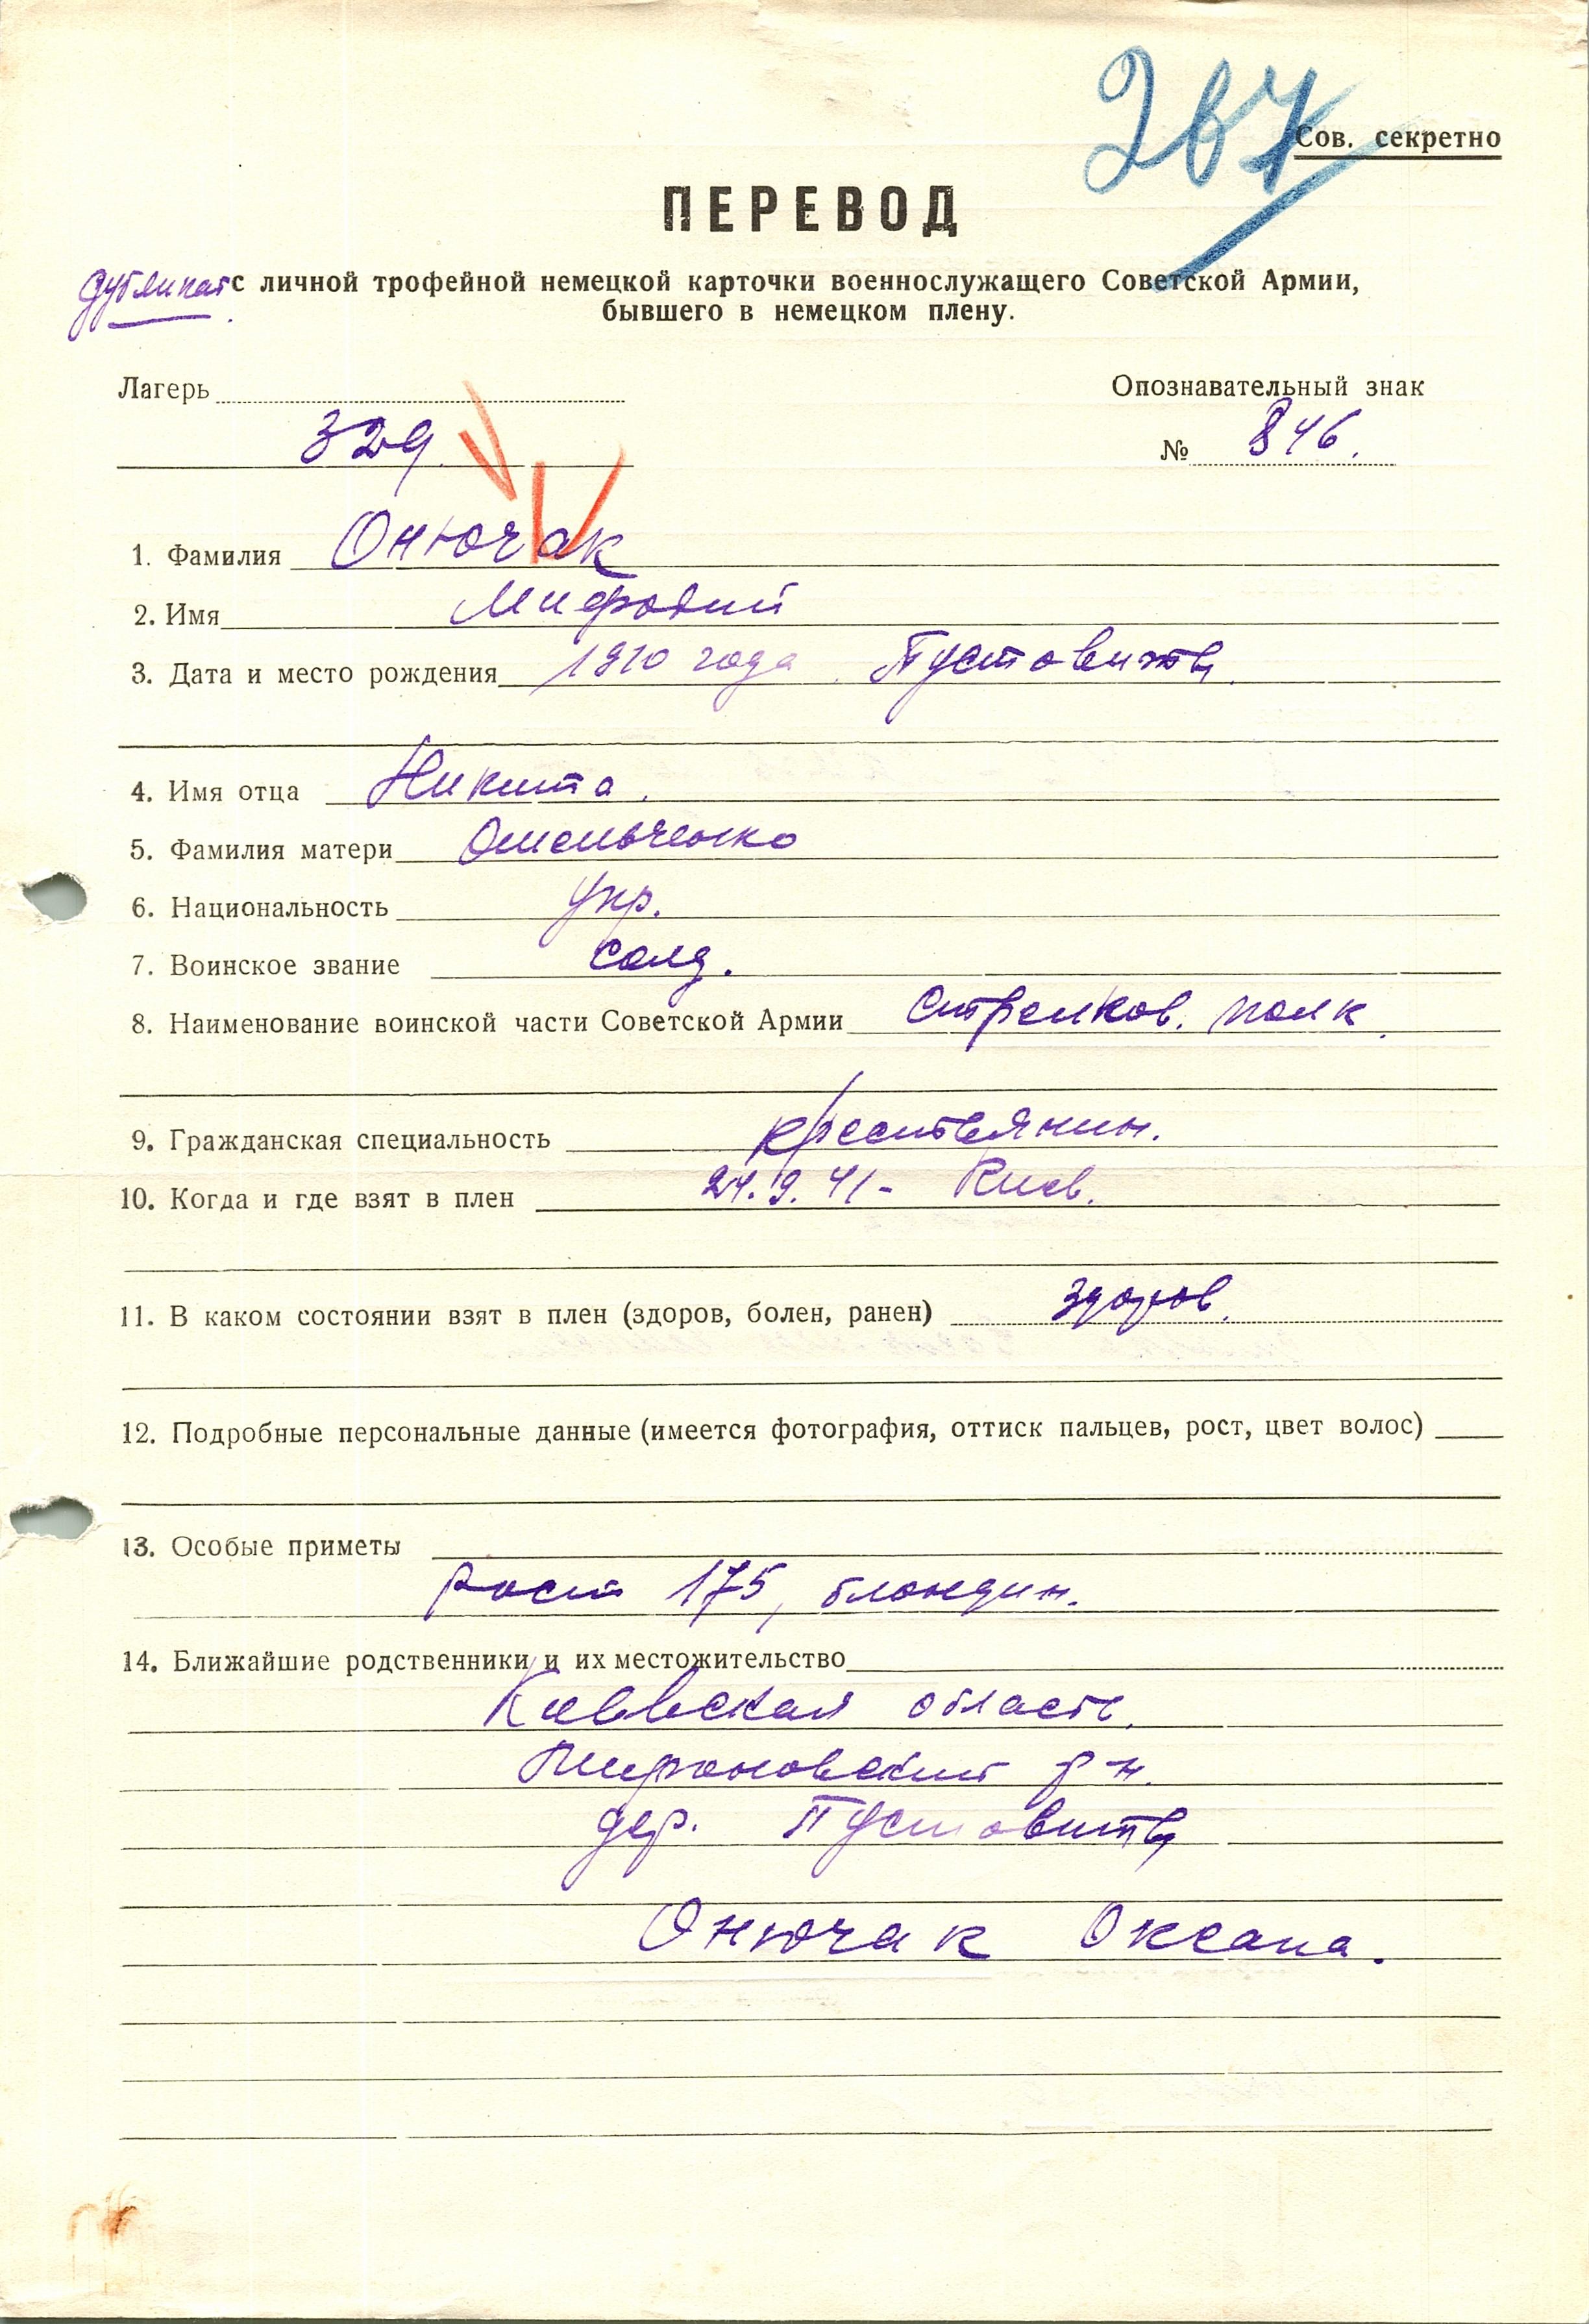 267
Сов. секретно
ПЕРЕВОД
Дубликат с личной трофейной немецкой карточки военнослужащего Советской Армии,
бывшего в немецком плену.
Лагерь
Опознавательный знак
329
№ 846.
1. Фамилия Онючак
2. Имя Мифодий
3. Дата и место рождения 1910 года Пустовиты
4. Имя отца Никита.
5. Фамилия матери Омельченко
6. Национальность укр.
7. Воинское звание солд.
8. Наименование воинской части Советской Армии Стрелков. полк.
9. Гражданская специальность крестьянин.
10. Когда и где взят в плен 24.9.41 - Киев.
11. В каком состоянии взят в плен (здоров, болен, ранен) здоров.
12. Подробные персональные данные (имеется фотография, оттиск пальцев, рост, цвет волос)
13. Особые приметы
рост 175, блондин.
14. Ближайшие родственники и их местожительство
Киевская область,
р-н.
дер. Пустовиты
Онючак Оксана.